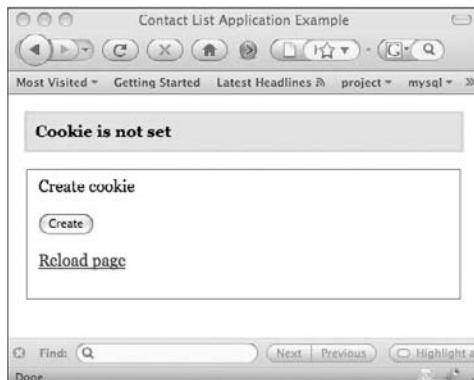 Contact List Application Example
Most Visited Getting Started Latest Headlines project mysql
Cookie is not set
Create cookie
Create
Reload page
Find: Next Previous Highlight a
Done